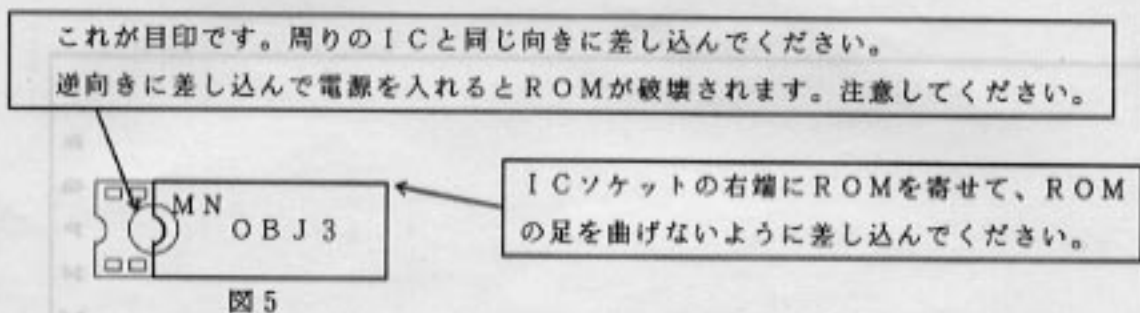 これが目印です。周りのＩＣと同じ向きに差し込んでください。
逆向きに差し込んで電源を入れるとＲＯＭが破壊されます。注意してください。
ＭＮ
ＯＢＪ３
ＩＣソケットの右端にＲＯＭを寄せて、ＲＯＭ
の足を曲げないように差し込んでください。
図５